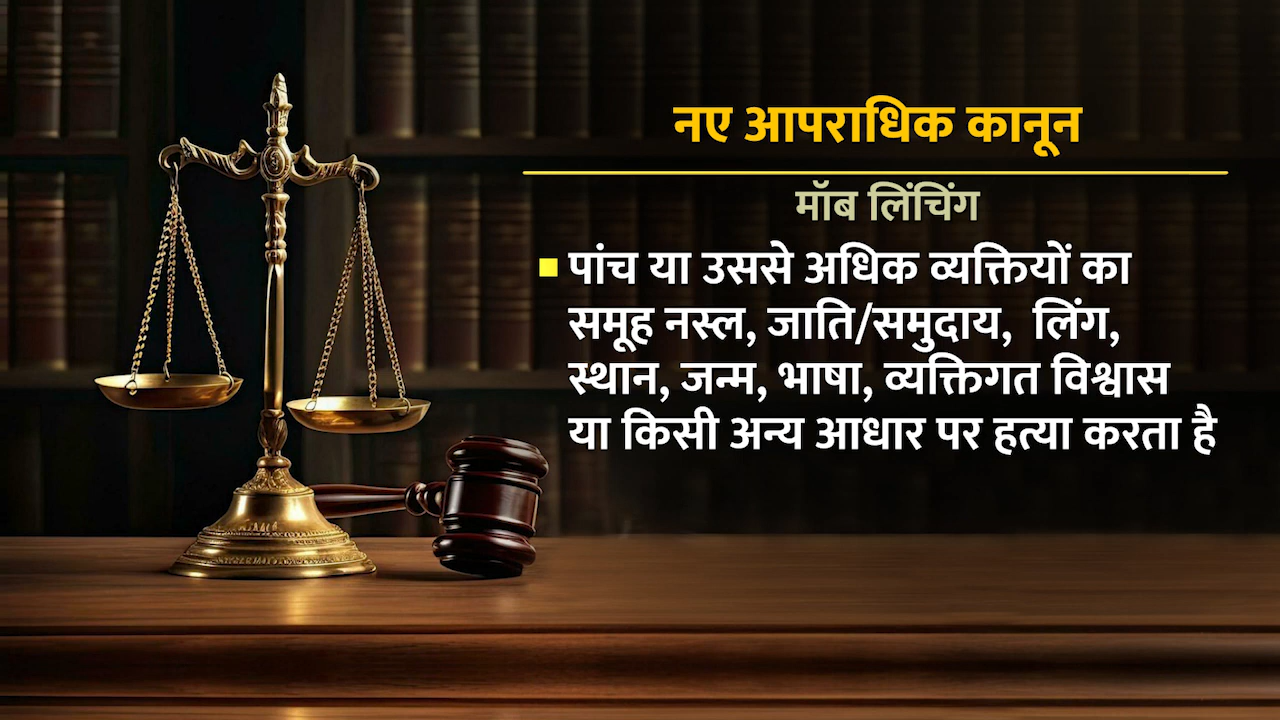 नए आपराधिक कानून
मॉब लिंचिंग
पांच या उससे अधिक व्यक्तियों का
समूह नस्ल, जाति/समुदाय, लिंग,
स्थान, जन्म, भाषा, व्यक्तिगत विश्वास
या किसी अन्य आधार पर हत्या करता है